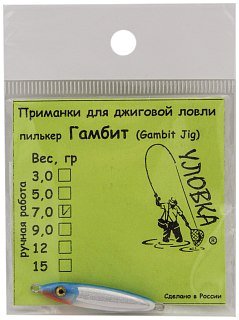 Приманки для джиговой ловли
пилькер Гамбит (Gambit Jig)
Вес, гр
ручная работа
3,0
5,0
7,0
9,0
12
15
УЛОВКА
®
Сделано в России